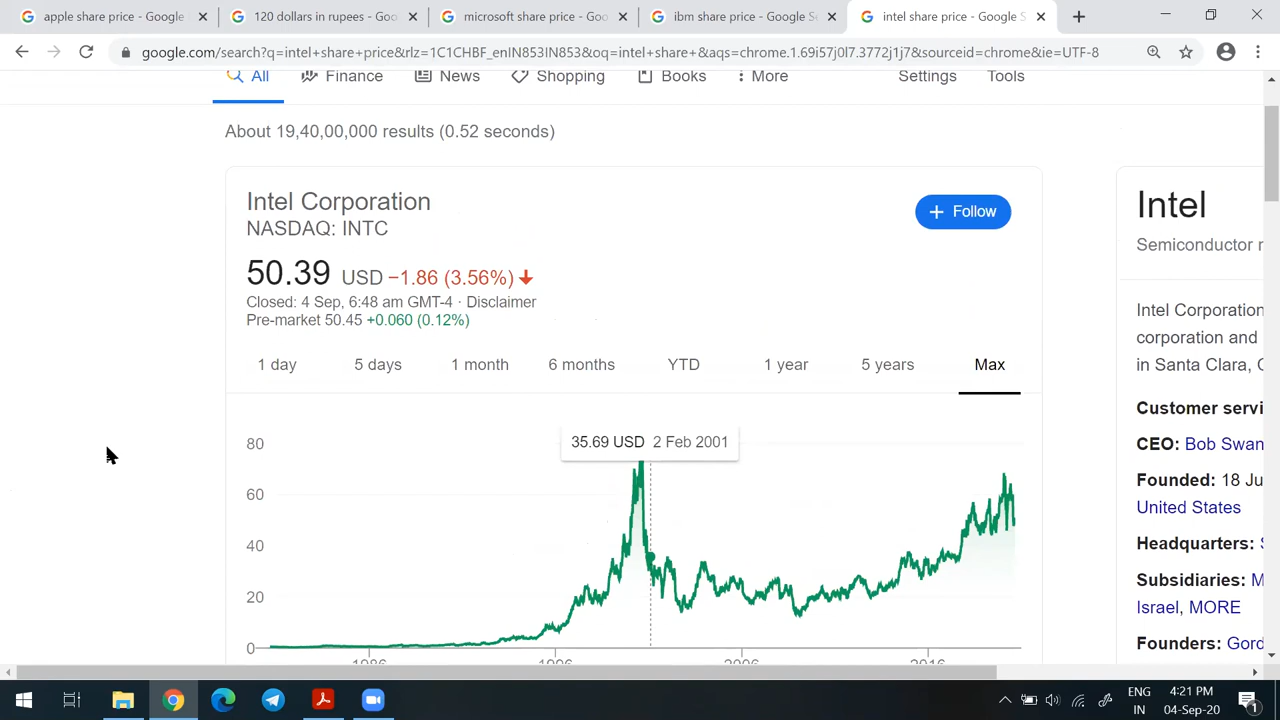 apple share price - Google
120 dollars in rupees - Goo
microsoft share price - Goo
ibm share price - Google Se
intel share price - Google S
google.com/search?q=intel+share+price&rlz=1C1CHBF_enIN853IN853&oq=intel+share+&aqs=chrome.1.69i57j0l7.3772j1j7&sourceid=chrome&ie=UTF-8
All
Finance
News
Shopping
Books
More
Settings
Tools
About 19,40,00,000 results (0.52 seconds)
Intel Corporation
NASDAQ: INTC
Follow
50.39 USD −1.86 (3.56%)
Closed: 4 Sep, 6:48 am GMT-4 · Disclaimer
Pre-market 50.45 +0.060 (0.12%)
1 day
5 days
1 month
6 months
YTD
1 year
5 years
Max
35.69 USD 2 Feb 2001
80
60
40
20
0
1986
1996
2006
2016
Intel
Semiconductor
Intel Corporation
corporation and
in Santa Clara,
Customer servi
CEO: Bob Swan
Founded: 18 Ju
United States
Headquarters:
Subsidiaries: M
Israel, MORE
Founders: Gord
ENG
IN
4:21 PM
04-Sep-20
1